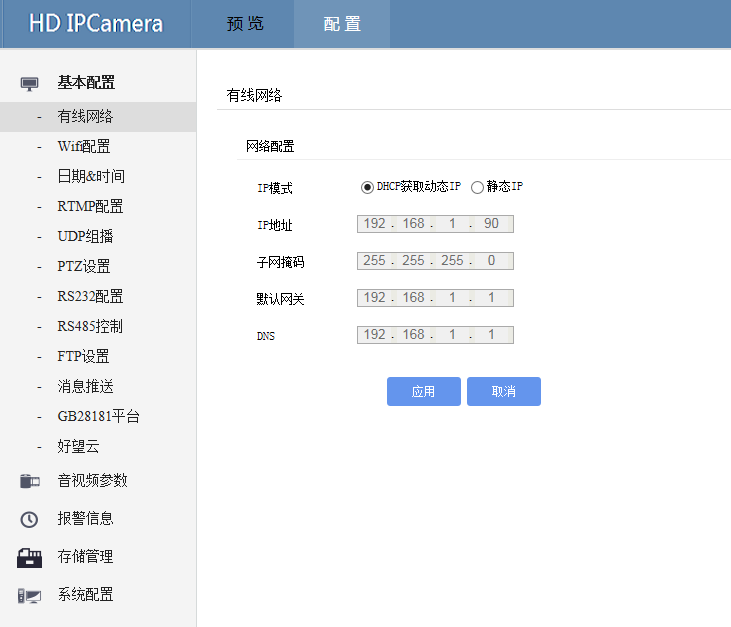 HD IPCamera 预 览 配 置
基本配置
- 有线网络
- Wifi配置
- 日期&时间
- RTMP配置
- UDP组播
- PTZ设置
- RS232配置
- RS485控制
- FTP设置
- 消息推送
- GB28181平台
- 好望云
音视频参数
报警信息
存储管理
系统配置
有线网络
网络配置
IP模式 DHCP获取动态IP 静态IP
IP地址 192 . 168 . 1 . 90
子网掩码 255 . 255 . 255 . 0
默认网关 192 . 168 . 1 . 1
DNS 192 . 168 . 1 . 1
应用 取消